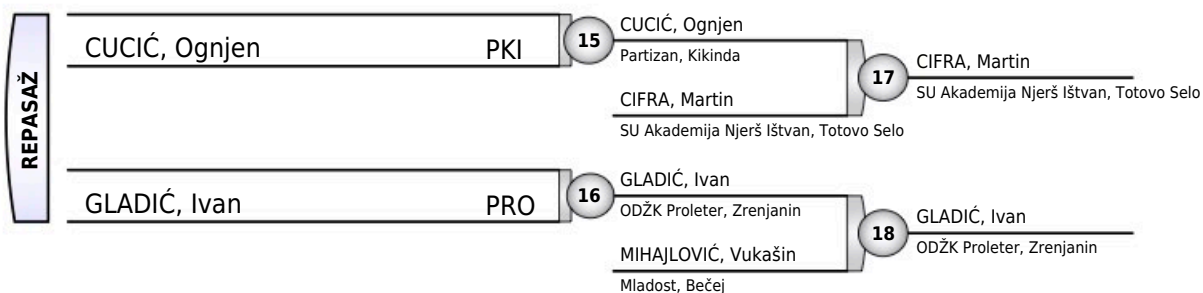 REPASAŽ
CUCIĆ, Ognjen PKI
15
CUCIĆ, Ognjen
Partizan, Kikinda
CIFRA, Martin
SU Akademija Njerš Ištvan, Totovo Selo
17
CIFRA, Martin
SU Akademija Njerš Ištvan, Totovo Selo
GLADIĆ, Ivan PRO
16
GLADIĆ, Ivan
ODŽK Proleter, Zrenjanin
MIHAJLOVIĆ, Vukašin
Mladost, Bečej
18
GLADIĆ, Ivan
ODŽK Proleter, Zrenjanin